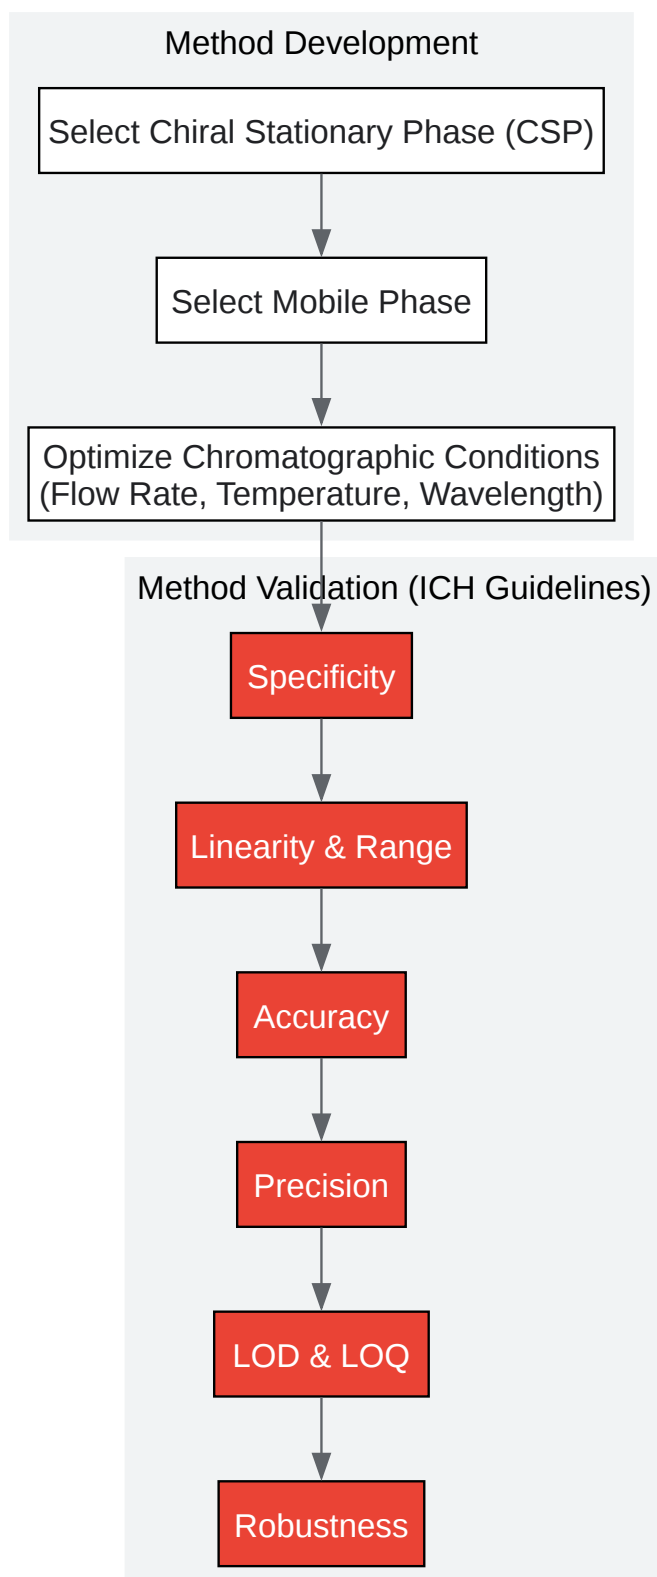 Method Development
Select Chiral Stationary Phase (CSP)
Select Mobile Phase
Optimize Chromatographic Conditions
(Flow Rate, Temperature, Wavelength)
Method Validation (ICH Guidelines)
Specificity
Linearity & Range
Accuracy
Precision
LOD & LOQ
Robustness